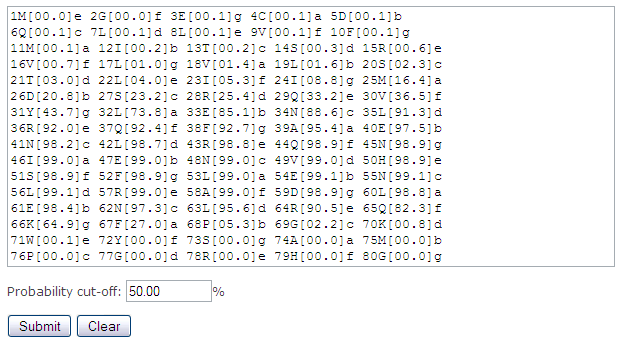 1M[00.0]e 2G[00.0]f 3E[00.1]g 4C[00.1]a 5D[00.1]b
6Q[00.1]c 7L[00.1]d 8L[00.1]e 9V[00.1]f 10F[00.1]g
11M[00.1]a 12I[00.2]b 13T[00.2]c 14S[00.3]d 15R[00.6]e
16V[00.7]f 17L[01.0]g 18V[01.4]a 19L[01.6]b 20S[02.3]c
21T[03.0]d 22L[04.0]e 23I[05.3]f 24I[08.8]g 25M[16.4]a
26D[20.8]b 27S[23.2]c 28R[25.4]d 29Q[33.2]e 30V[36.5]f
31Y[43.7]g 32L[73.8]a 33E[85.1]b 34N[88.6]c 35L[91.3]d
36R[92.0]e 37Q[92.4]f 38F[92.7]g 39A[95.4]a 40E[97.5]b
41N[98.2]c 42L[98.7]d 43R[98.8]e 44Q[98.9]f 45N[98.9]g
46I[99.0]a 47E[99.0]b 48N[99.0]c 49V[99.0]d 50H[98.9]e
51S[98.9]f 52F[98.9]g 53L[99.0]a 54E[99.1]b 55N[99.1]c
56L[99.1]d 57R[99.0]e 58A[99.0]f 59D[98.9]g 60L[98.8]a
61E[98.4]b 62N[97.3]c 63L[95.6]d 64R[90.5]e 65Q[82.3]f
66K[64.9]g 67F[27.0]a 68P[05.3]b 69G[02.2]c 70K[00.8]d
71W[00.1]e 72Y[00.0]f 73S[00.0]g 74A[00.0]a 75M[00.0]b
76P[00.0]c 77G[00.0]d 78R[00.0]e 79H[00.0]f 80G[00.0]g
Probability cut-off: 50.00 %
Submit Clear